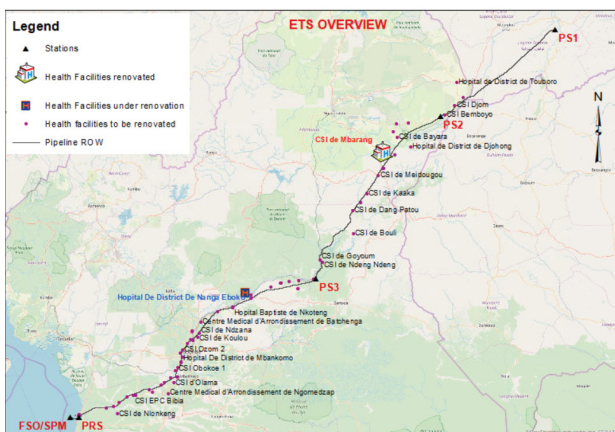 ETS OVERVIEW
Legend
Stations
Health Facilities renovated
Health Facilities under renovation
Health facilities to be renovated
Pipeline ROW
PS1
N
Hopital de District de Touboro
CSI Djom
CSI Bemboyo
PS2
CSI de Bayara
CSI de Mbarang
Hopital de District de Djohong
CSI de Meidougou
CSI de Kaaka
CSI de Dang Patou
CSI de Bouli
CSI de Goyoum
CSI de Ndeng Ndeng
PS3
Hopital De District De Nanga Eboko
Hopital Baptiste de Nkoteng
Centre Medical d'Arrondissement de Batchenga
CSI de Ndzana
CSI de Koulou
CSI Ozom 2
Hopital De District de Mbankomo
CSI Obokoe 1
CSI d'Olama
Centre Medical d'Arrondissement de Ngomedzap
CSI EPC Bibia
CSI de Nlonkeng
FSO/SPM
PRS